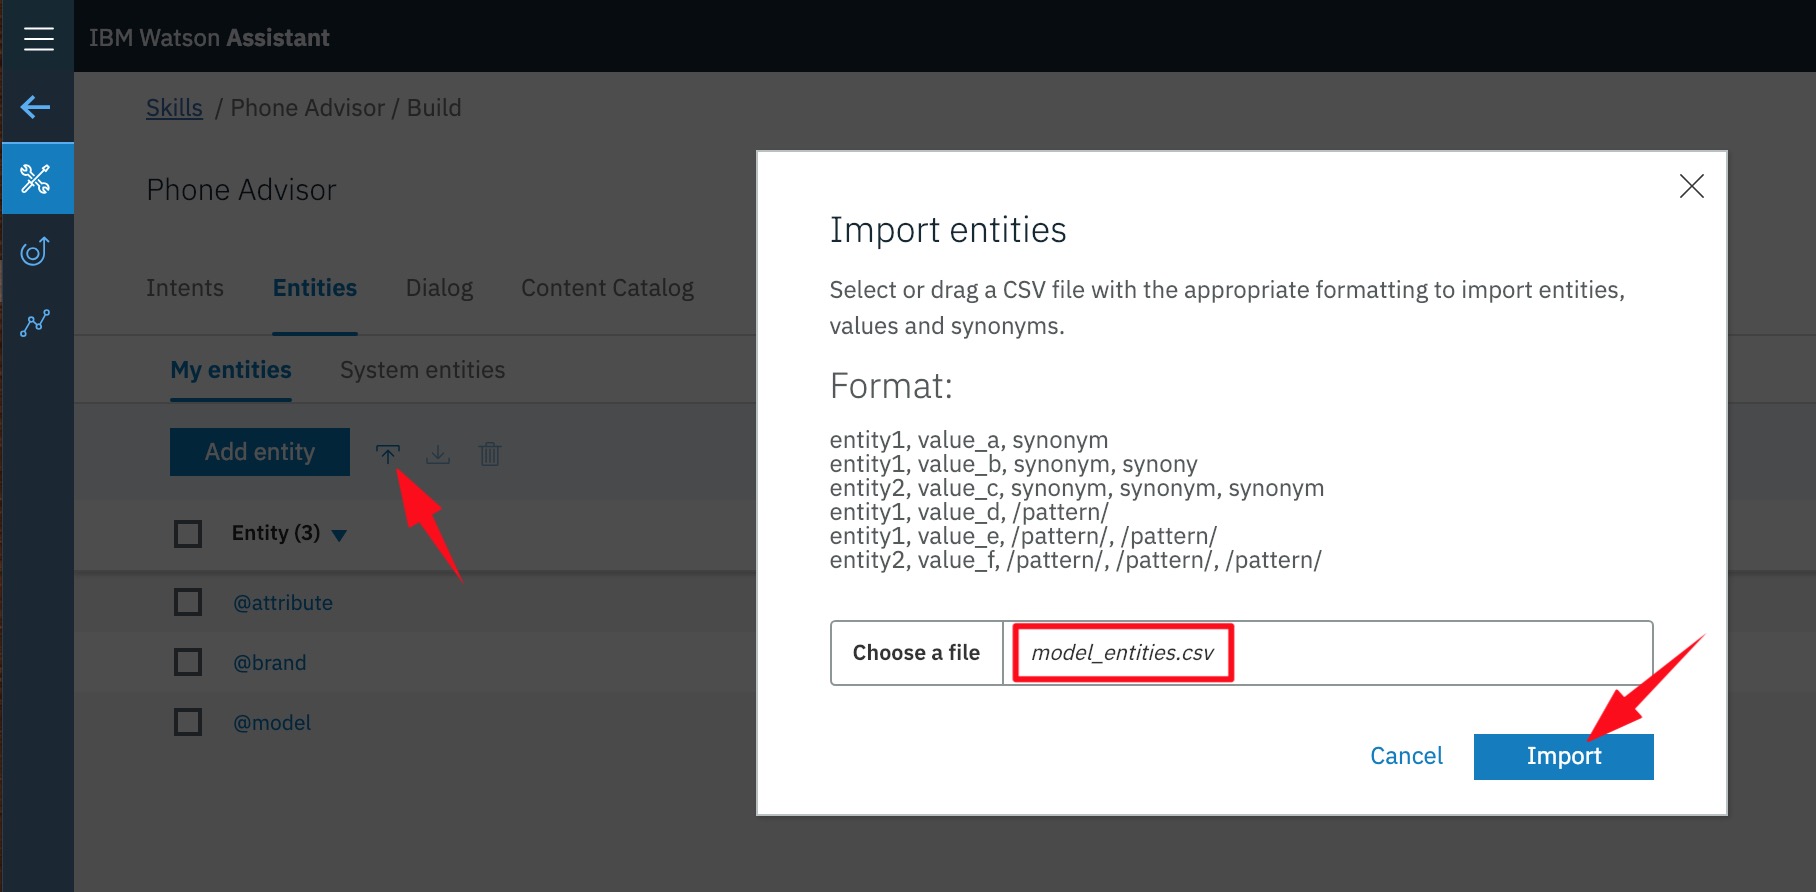 IBM Watson Assistant
Skills / Phone Advisor / Build
Phone Advisor
Intents Entities Dialog Content Catalog
My entities System entities
Add entity
Entity (3)
@attribute
@brand
@model
Import entities
Select or drag a CSV file with the appropriate formatting to import entities,
values and synonyms.
Format:
entity1, value_a, synonym
entity1, value_b, synonym, synony
entity2, value_c, synonym, synonym, synonym
entity1, value_d, /pattern/
entity1, value_e, /pattern/, /pattern/
entity2, value_f, /pattern/, /pattern/, /pattern/
Choose a file model_entities.csv
Cancel Import